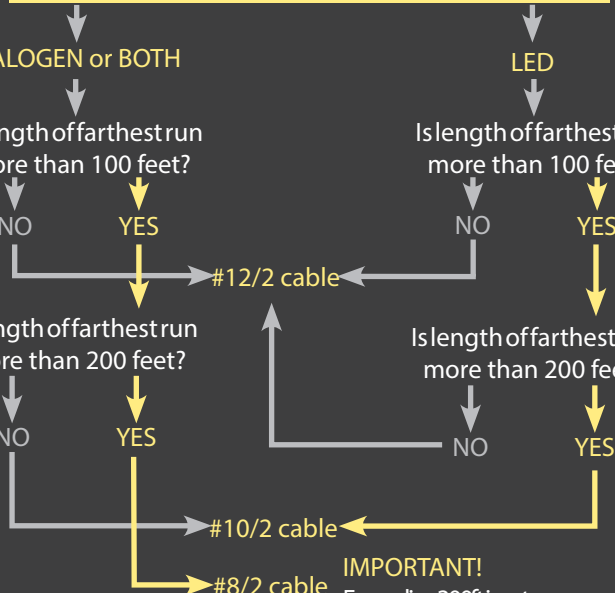 ALOGEN or BOTH
LED
ngth of farthest run
ore than 100 feet?
Is length of farthest
more than 100 fe
NO
YES
NO
YES
#12/2 cable
ngth of farthest run
re than 200 feet?
Is length of farthest
more than 200 fe
NO
YES
NO
YES
#10/2 cable
#8/2 cable
IMPORTANT!